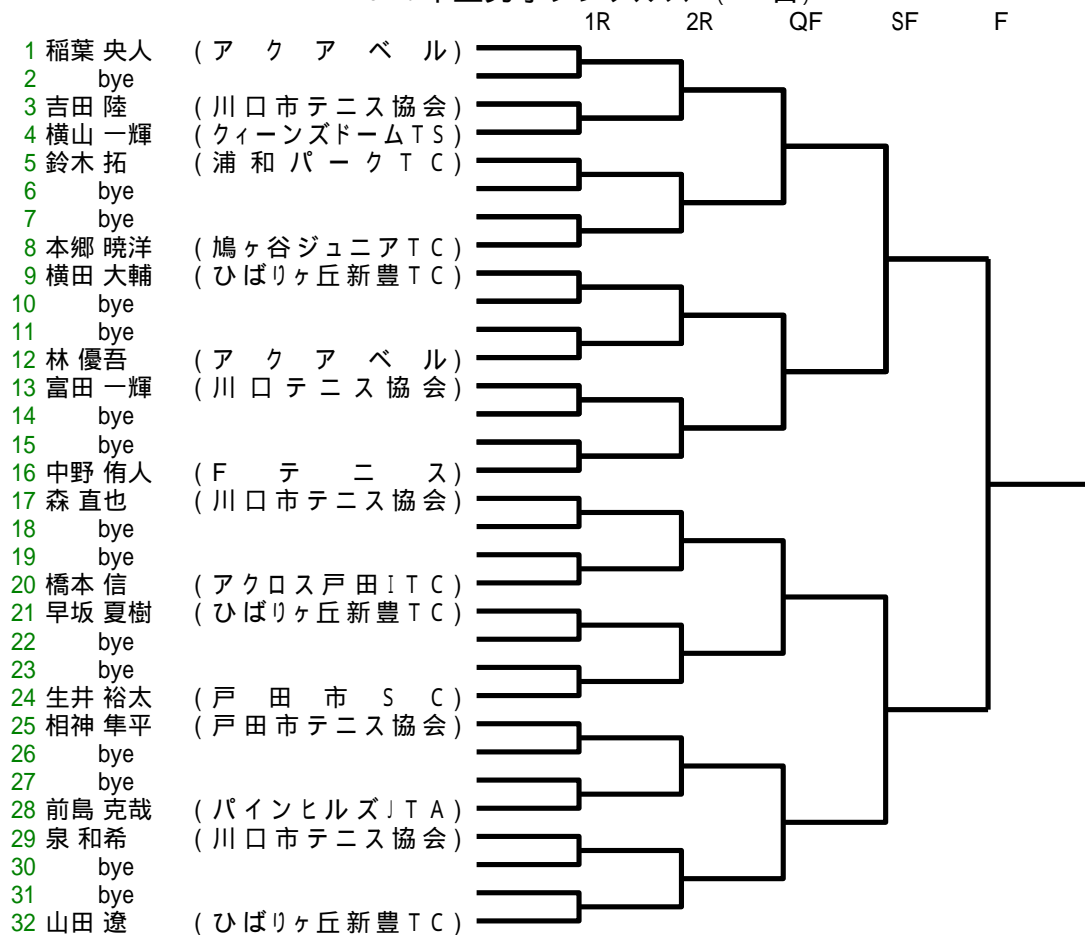 1R 2R QF SF F
1 稲葉 央人 (アクアベル)
2 bye
3 吉田 陸 (川口市テニス協会)
4 横山 一輝 (クィーンズドームTS)
5 鈴木 拓 (浦和パークTC)
6 bye
7 bye
8 本郷 暁洋 (鳩ヶ谷ジュニアTC)
9 横田 大輔 (ひばりヶ丘新豊TC)
10 bye
11 bye
12 林 優吾 (アクアベル)
13 富田 一輝 (川口テニス協会)
14 bye
15 bye
16 中野 侑人 (Fテニス)
17 森 直也 (川口市テニス協会)
18 bye
19 bye
20 橋本 信 (アクロス戸田ITC)
21 早坂 夏樹 (ひばりヶ丘新豊TC)
22 bye
23 bye
24 生井 裕太 (戸田市SC)
25 相神 隼平 (戸田市テニス協会)
26 bye
27 bye
28 前島 克哉 (パインヒルズJTA)
29 泉 和希 (川口市テニス協会)
30 bye
31 bye
32 山田 遼 (ひばりヶ丘新豊TC)